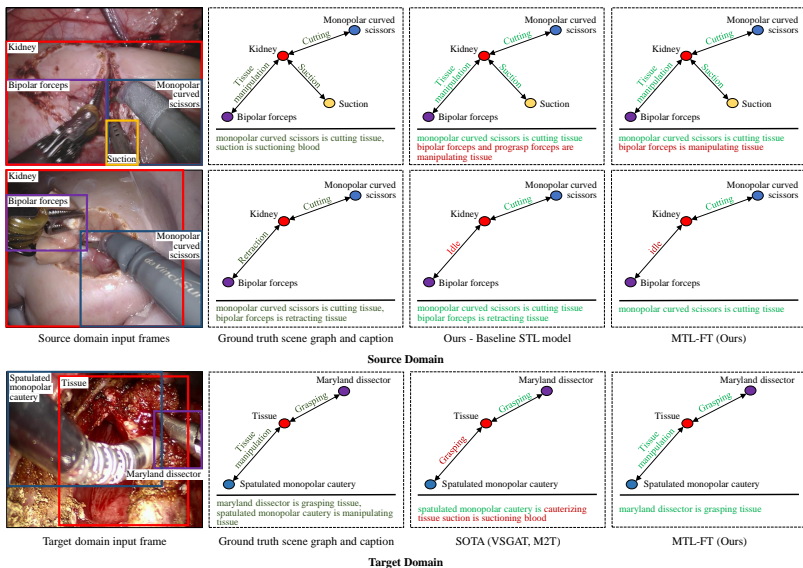 Kidney
Bipolar forceps
Monopolar
curved
scissors
Suction
Monopolar curved
scissors
Cutting
Kidney
Tissue
manipulation
Suction
Suction
Bipolar forceps
monopolar curved scissors is cutting tissue,
suction is suctioning blood
Monopolar curved
scissors
Cutting
Kidney
Tissue
manipulation
Suction
Suction
Bipolar forceps
monopolar curved scissors is cutting tissue
bipolar forceps and prograsp forceps are
manipulating tissue
Monopolar curved
scissors
Cutting
Kidney
Tissue
manipulation
Suction
Suction
Bipolar forceps
monopolar curved scissors is cutting tissue
bipolar forceps is manipulating tissue
Kidney
Bipolar forceps
Monopolar
curved
scissors
daVinci.Si
Monopolar curved
scissors
Cutting
Kidney
Retraction
Bipolar forceps
monopolar curved scissors is cutting tissue,
bipolar forceps is retracting tissue
Monopolar curved
scissors
Cutting
Kidney
Idle
Bipolar forceps
monopolar curved scissors is cutting tissue
bipolar forceps is retracting tissue
Monopolar curved
scissors
Cutting
Kidney
idle
Bipolar forceps
monopolar curved scissors is cutting tissue
Source domain input frames
Ground truth scene graph and caption
Ours - Baseline STL model
MTL-FT (Ours)
Source Domain
Spatulated
monopolar
cautery
Tissue
Maryland dissector
Maryland dissector
Grasping
Tissue
Tissue
manipulation
Spatulated monopolar cautery
maryland dissector is grasping tissue,
spatulated monopolar cautery is manipulating
tissue
Maryland dissector
Grasping
Tissue
Grasping
Spatulated monopolar cautery
spatulated monopolar cautery is cauterizing
tissue suction is suctioning blood
Maryland dissector
Grasping
Tissue
Tissue
manipulation
Spatulated monopolar cautery
maryland dissector is grasping tissue
Target domain input frame
Ground truth scene graph and caption
SOTA (VSGAT, M2T)
MTL-FT (Ours)
Target Domain